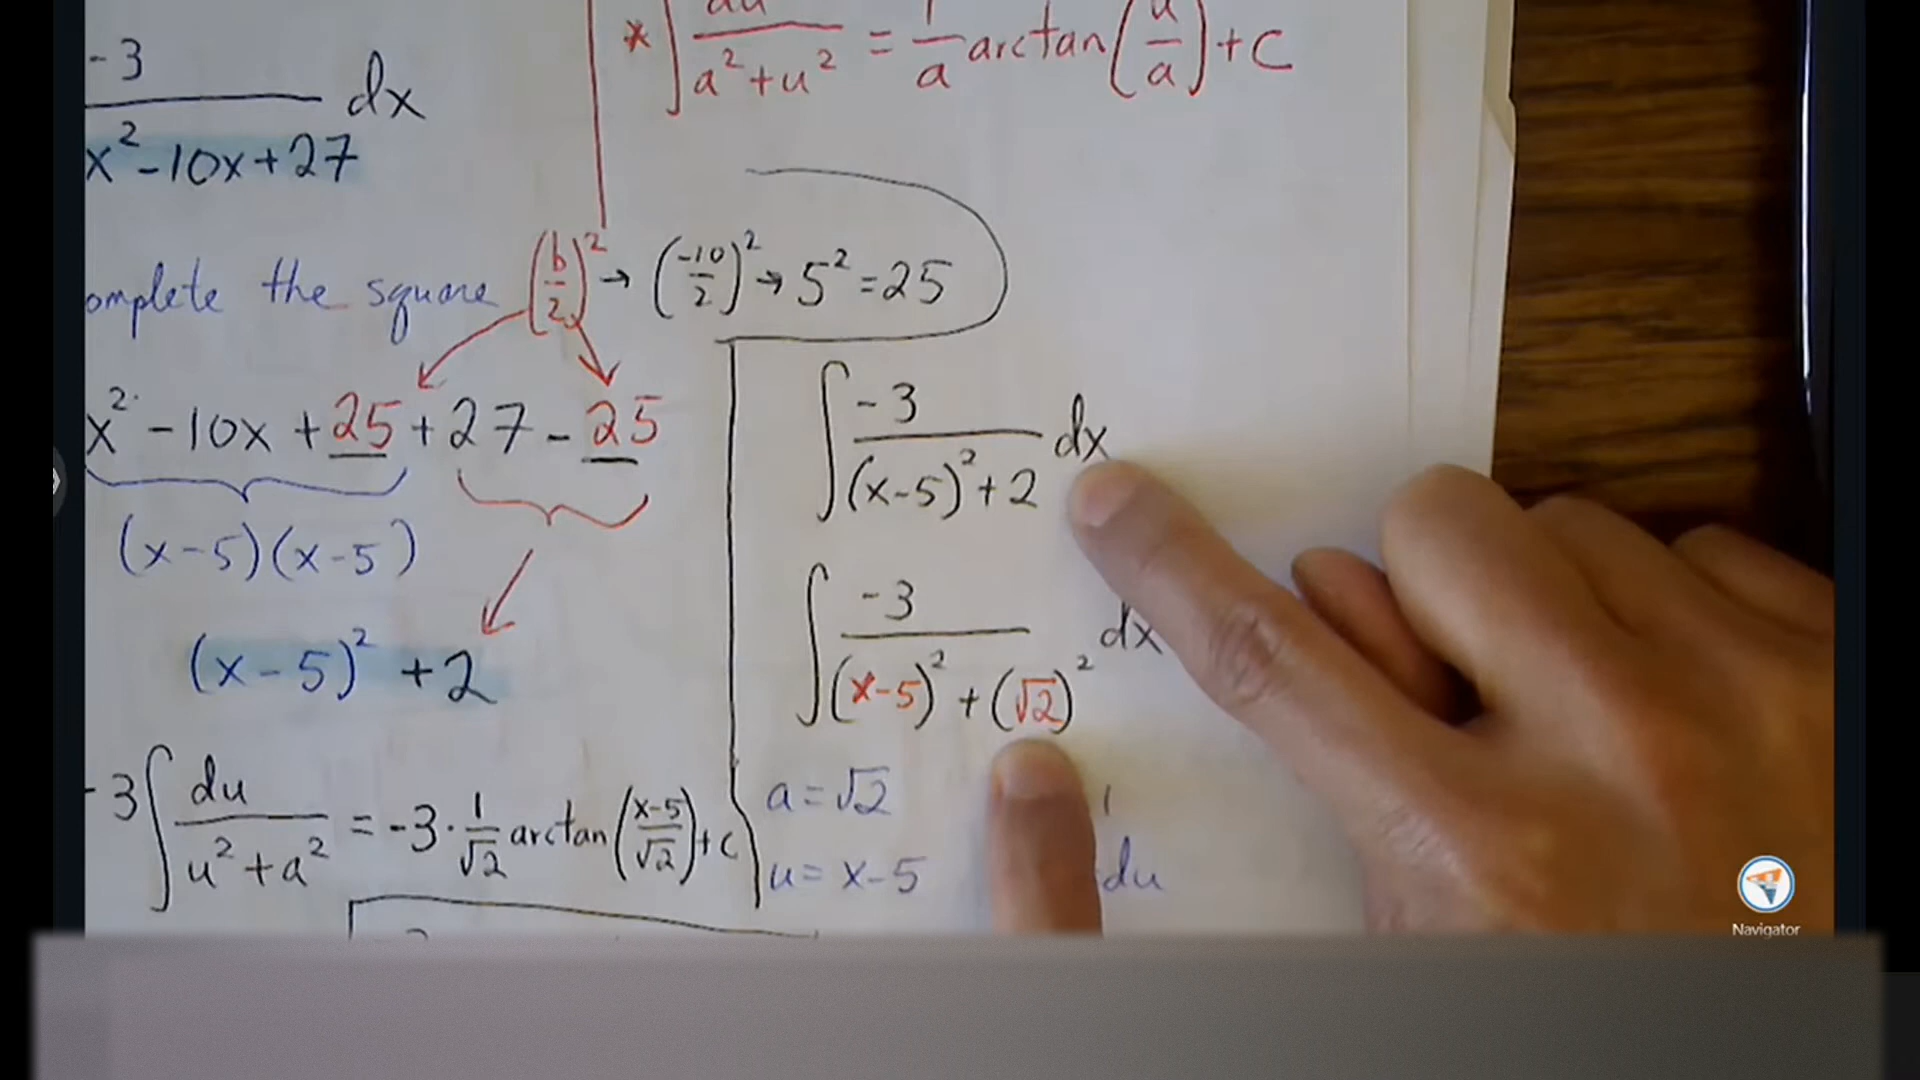 -3
dx
x² -10x+27
* ∫ du / a² + u² = 1/a arctan(u/a) + C
omplete the square (b/2)² → (-10/2)² → 5² = 25
x² - 10x + 25 + 27 - 25
(x-5)(x-5)
(x-5)² + 2
-3 ∫ du / u² + a² = -3 · 1/√2 arctan(x-5/√2) + C
∫ -3 / (x-5)² + 2 dx
∫ -3 / (x-5)² + (√2)² dx
a = √2
u = x-5
du
Navigator